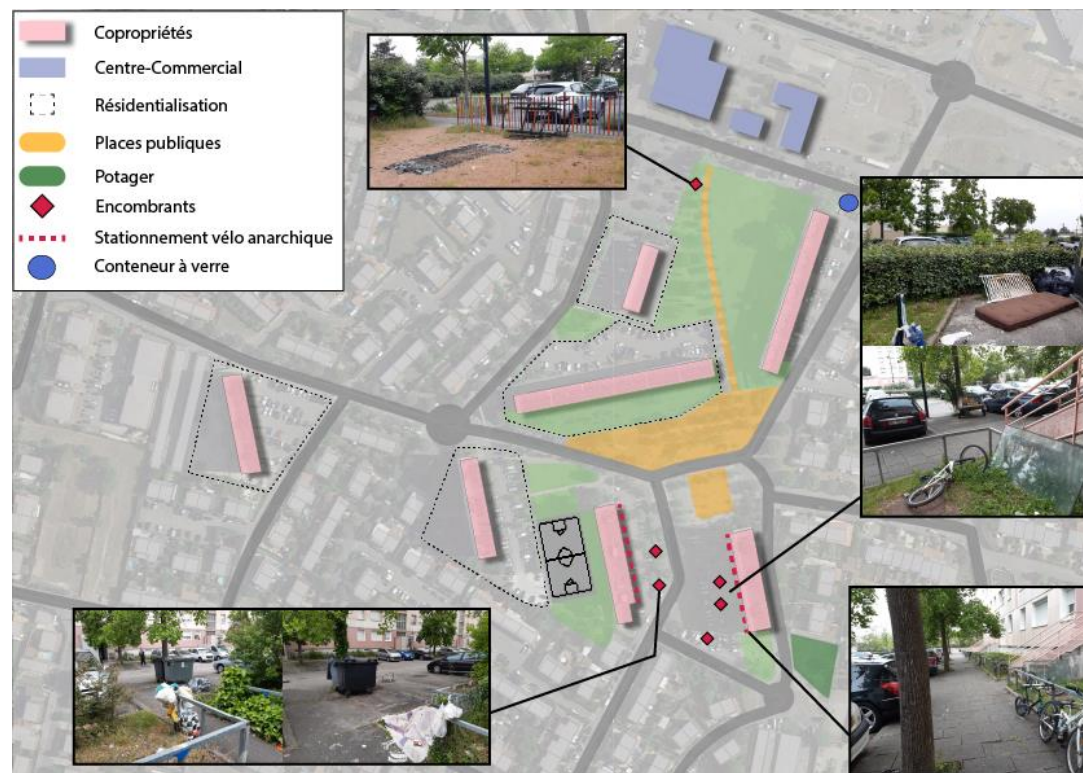 Copropriétés
Centre-Commercial
Résidentialisation
Places publiques
Potager
Encombrants
Stationnement vélo anarchique
Conteneur à verre